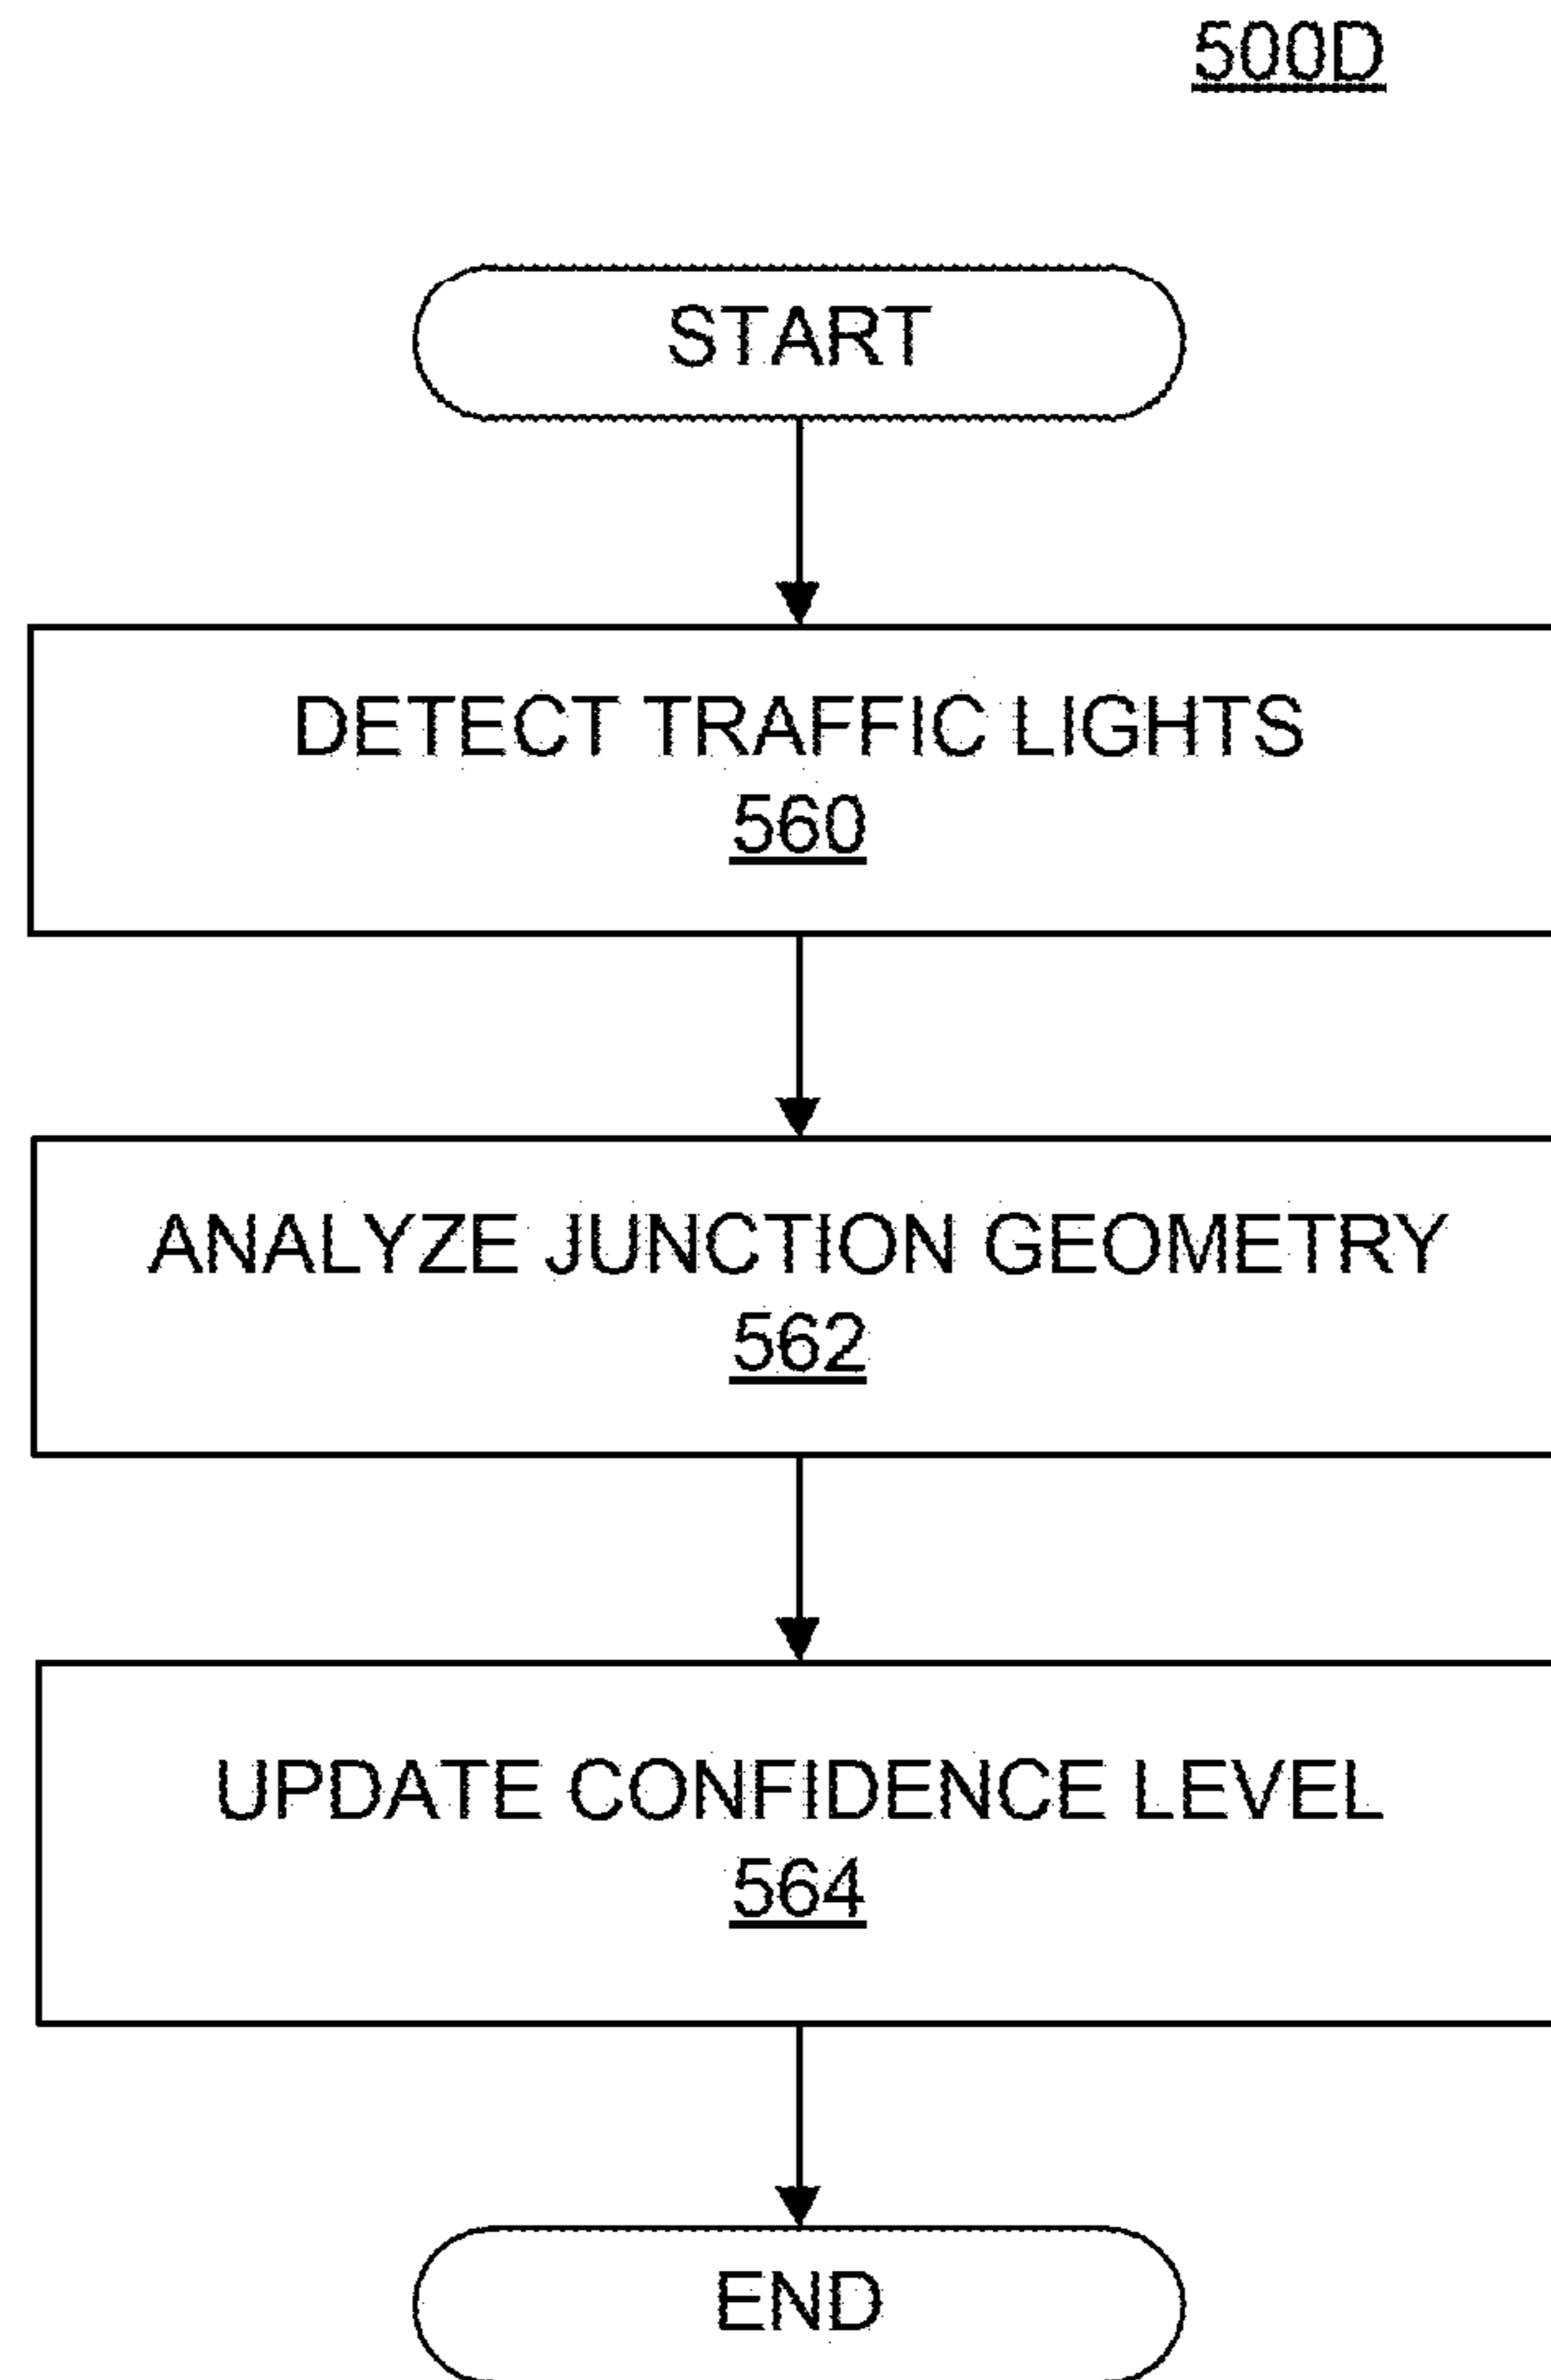 500D
START
DETECT TRAFFIC LIGHTS
560
ANALYZE JUNCTION GEOMETRY
562
UPDATE CONFIDENCE LEVEL
564
END